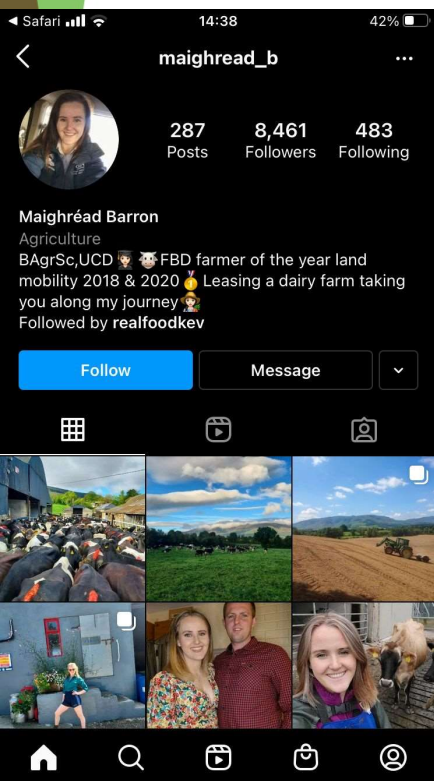 ◀ Safari 14:38 42%
maighread_b
287 8,461 483
Posts Followers Following
Maighréad Barron
Agriculture
BAgrSc,UCD 👩🏻‍🎓 🐮FBD farmer of the year land
mobility 2018 & 2020🥇Leasing a dairy farm taking
you along my journey👩🏻‍🌾
Followed by realfoodkev
Follow Message